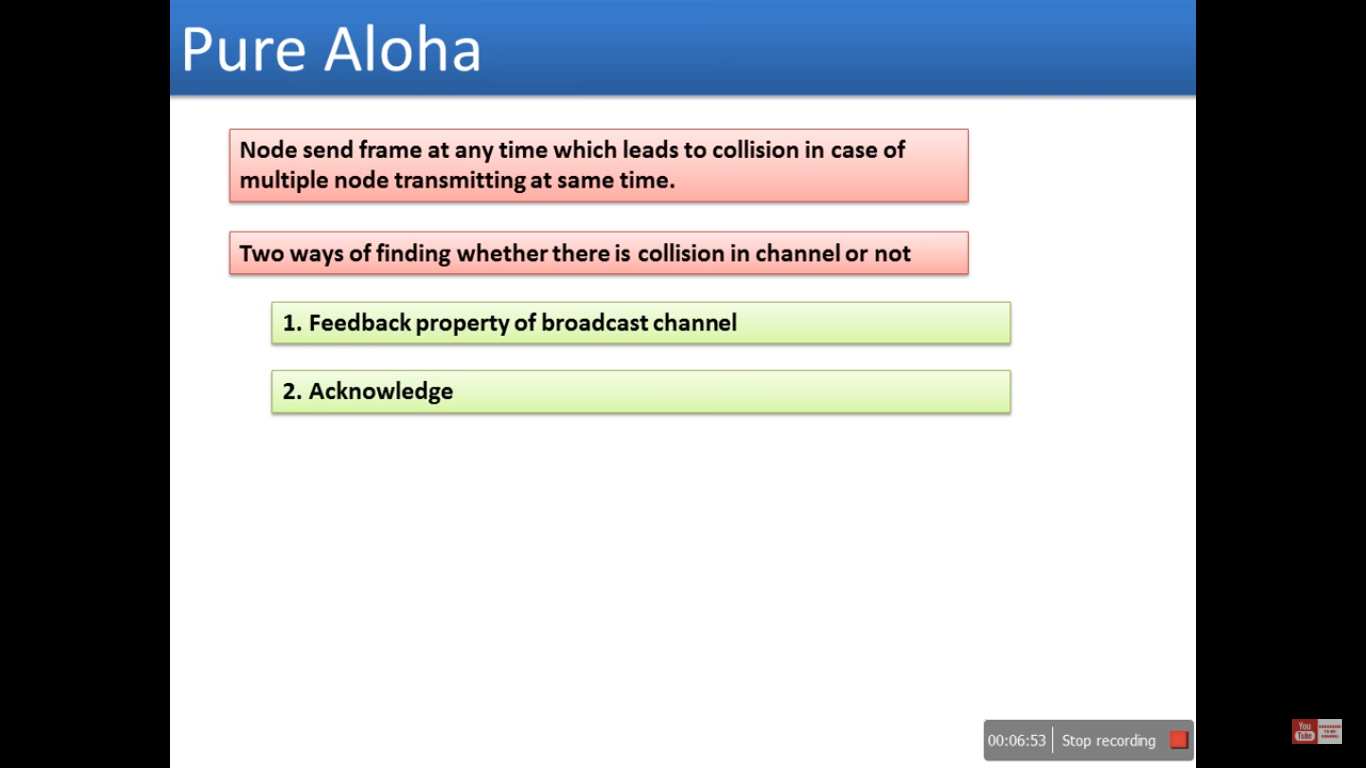 Pure Aloha
Node send frame at any time which leads to collision in case of
multiple node transmitting at same time.
Two ways of finding whether there is collision in channel or not
1. Feedback property of broadcast channel
2. Acknowledge
00:06:53 Stop recording
You
Tube